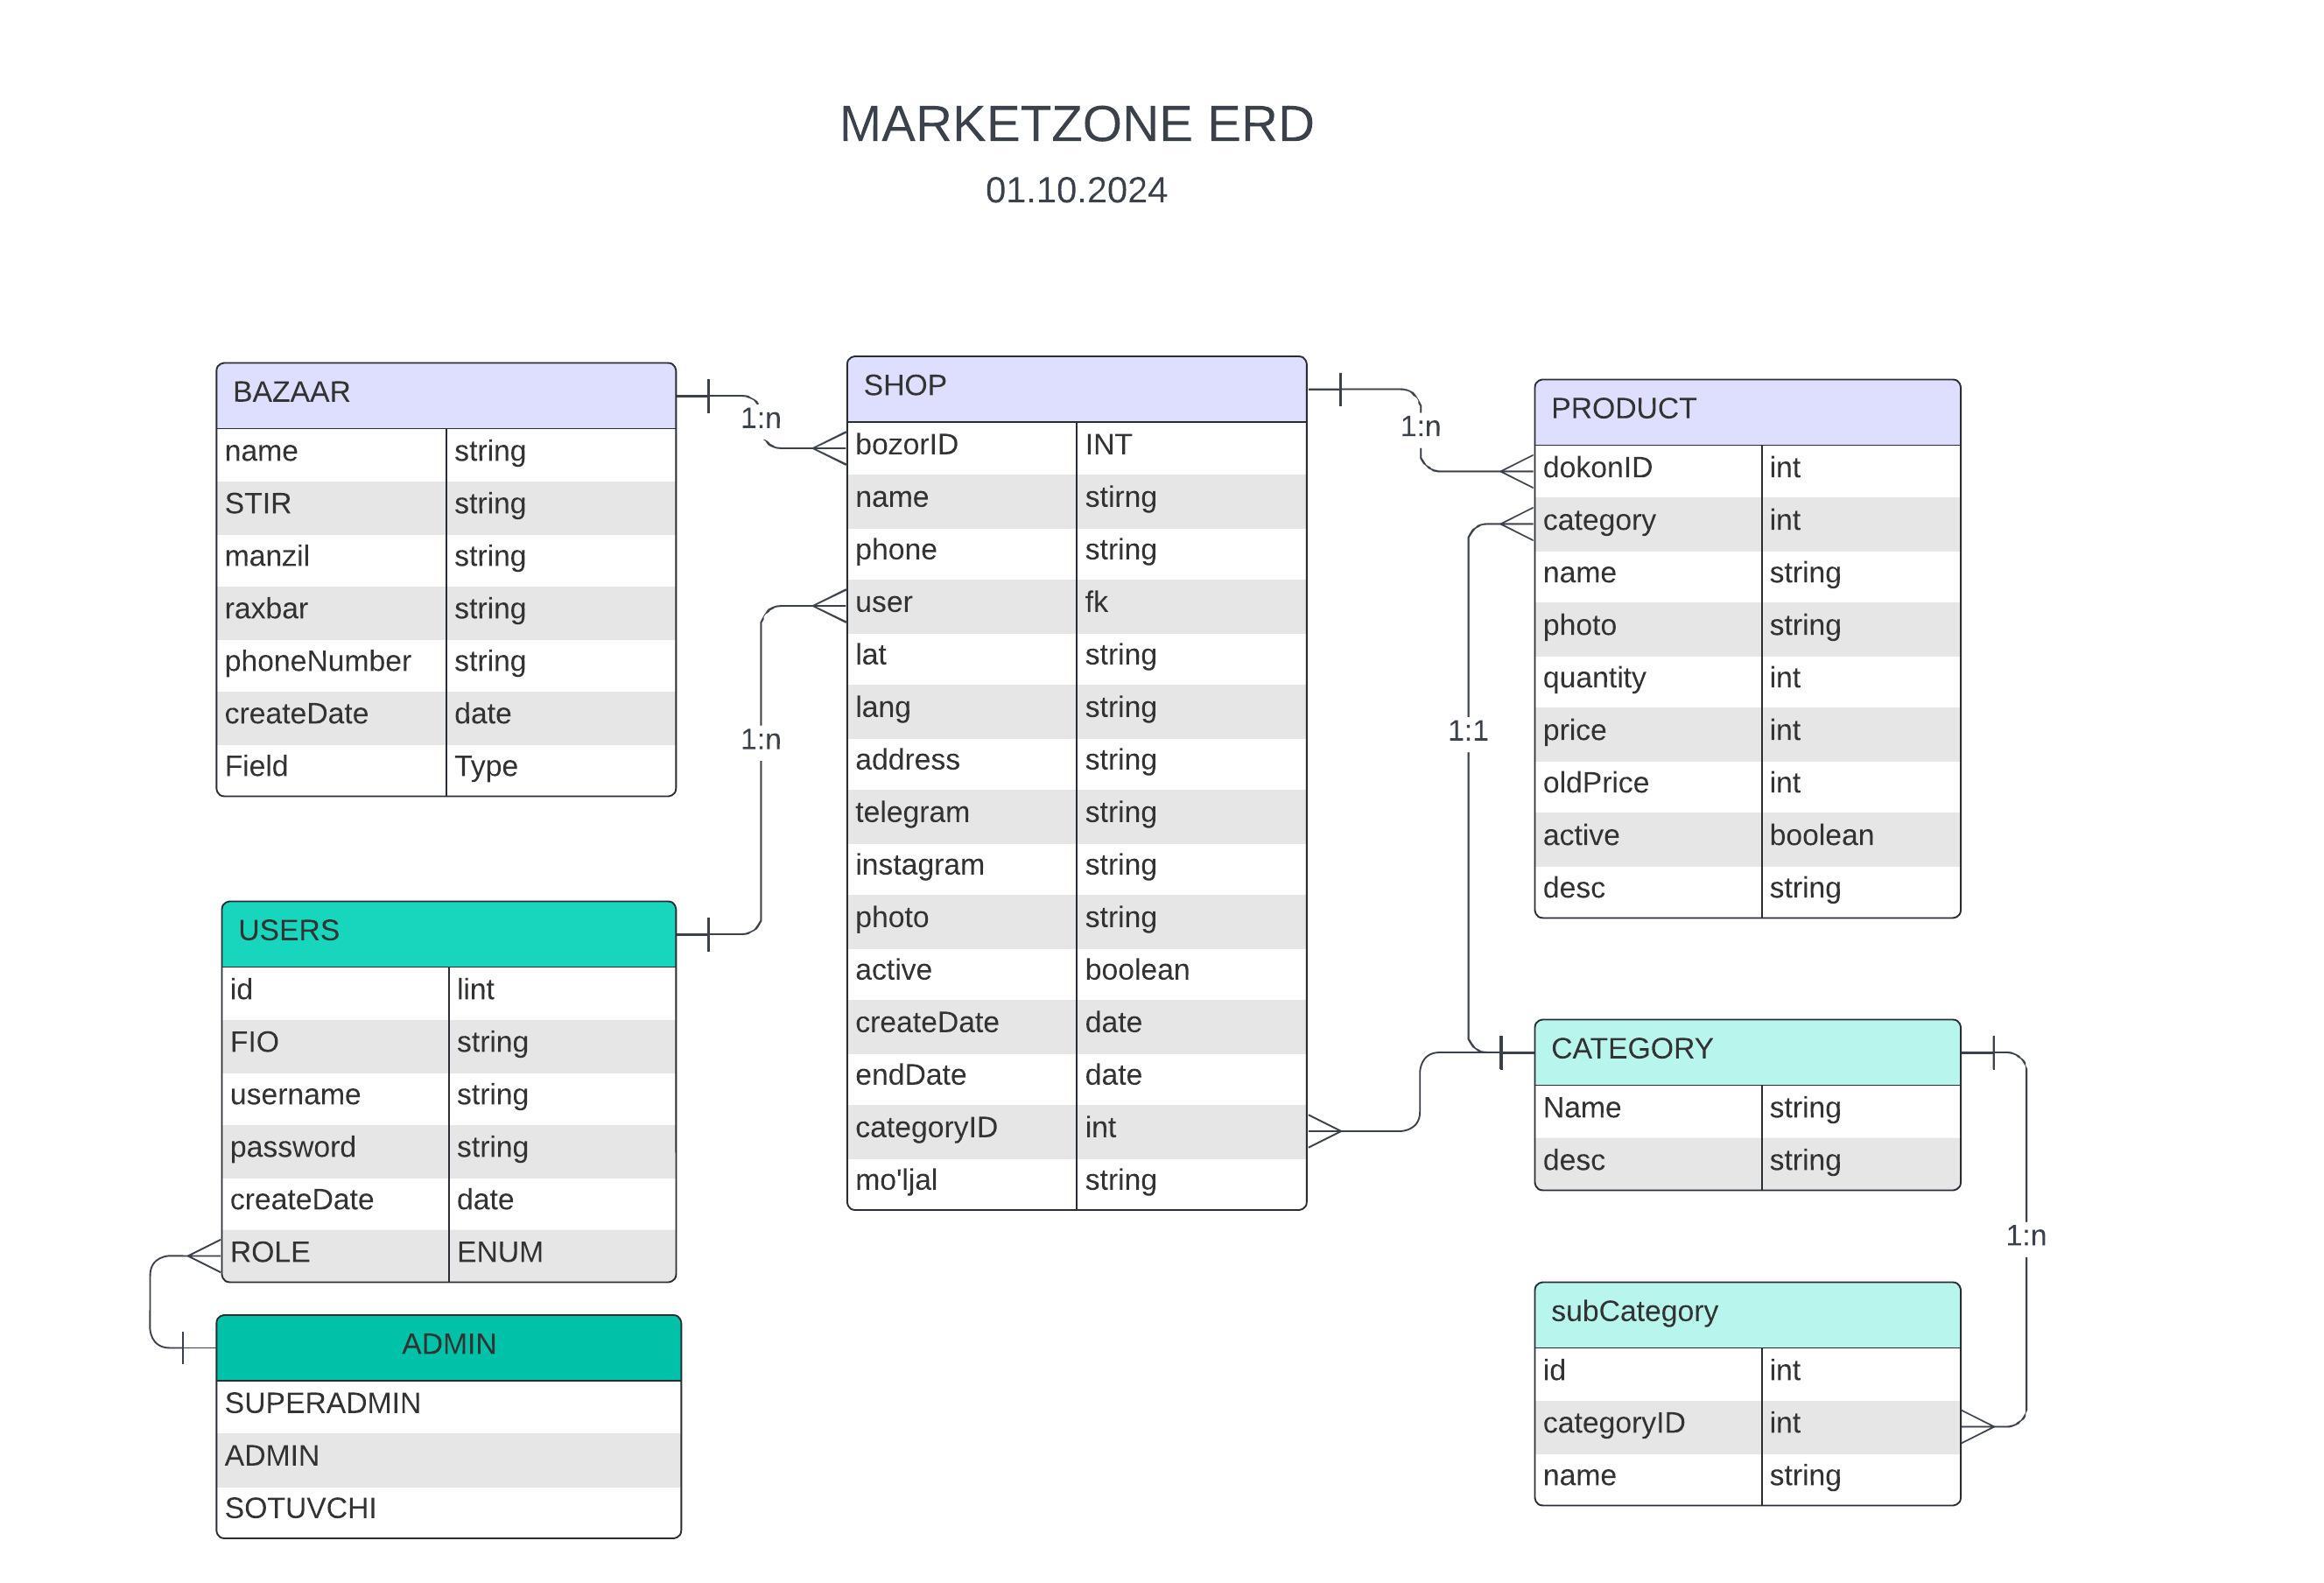 MARKETZONE ERD
01.10.2024
BAZAAR
name string
STIR string
manzil string
raxbar string
phoneNumber string
createDate date
Field Type
1:n
SHOP
bozorID INT
name stirng
phone string
user fk
lat string
lang string
address string
telegram string
instagram string
photo string
active boolean
createDate date
endDate date
categoryID int
mo'ljal string
1:n
PRODUCT
dokonID int
category int
name string
photo string
quantity int
price int
oldPrice int
active boolean
desc string
1:n
1:1
USERS
id lint
FIO string
username string
password string
createDate date
ROLE ENUM
ADMIN
SUPERADMIN
ADMIN
SOTUVCHI
CATEGORY
Name string
desc string
1:n
subCategory
id int
categoryID int
name string